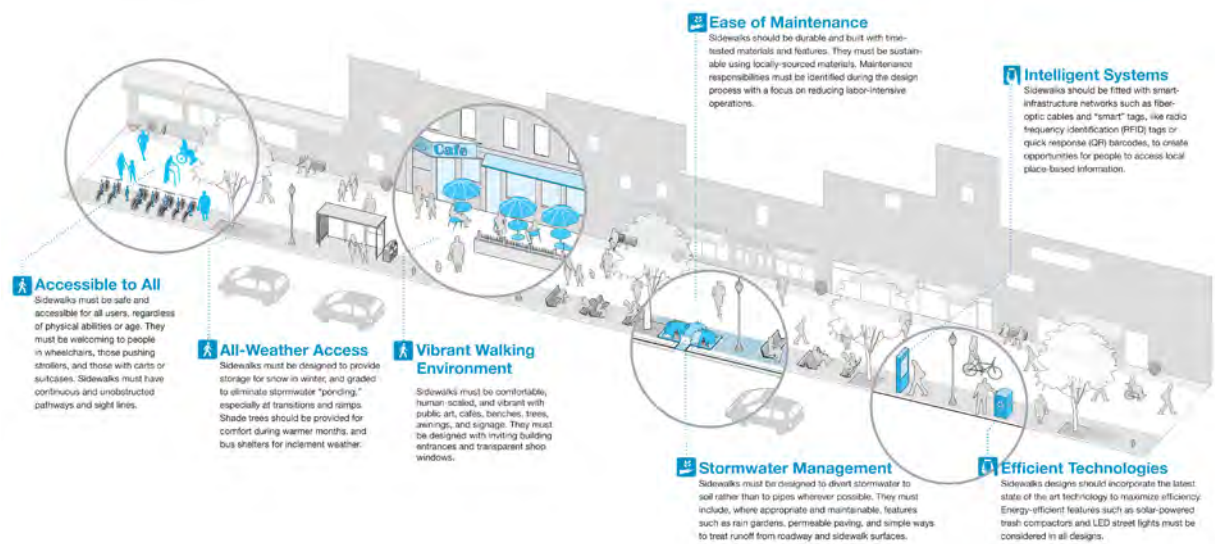 Ease of Maintenance
Sidewalks should be durable and built with time-
tested materials and features. They must be sustain-
able using locally-sourced materials. Maintenance
responsibilities must be identified during the design
process with a focus on reducing labor-intensive
operations.
Intelligent Systems
Sidewalks should be fitted with smart-
infrastructure networks such as fiber-
optic cables and "smart" tags, like radio
frequency identification (RFID) tags or
quick response (QR) barcodes, to create
opportunities for people to access local
place-based information.
Cafe
Accessible to All
Sidewalks must be safe and
accessible for all users, regardless
of physical abilities or age. They
must be welcoming to people
in wheelchairs, those pushing
strollers, and those with carts or
suitcases. Sidewalks must have
continuous and unobstructed
pathways and sight lines.
All-Weather Access
Sidewalks must be designed to provide
storage for snow in winter, and graded
to eliminate stormwater "ponding,"
especially at transitions and ramps
Shade trees should be provided for
comfort during warmer months, and
bus shelters for inclement weather.
Vibrant Walking
Environment
Sidewalks must be comfortable,
human-scaled, and vibrant with
public art, cafes, benches, trees,
awnings, and signage. They must
be designed with inviting building
entrances and transparent shop
windows.
Stormwater Management
Sidewalks must be designed to divert stormwater to
soil rather than to pipes wherever possible. They must
include, where appropriate and maintainable, features
such as rain gardens, permeable paving, and simple ways
to treat runoff from roadway and sidewalk surfaces.
Efficient Technologies
Sidewalks designs should incorporate the latest
state of the art technology to maximize efficiency.
Energy-efficient features such as solar-powered
trash compactors and LED street lights must be
considered in all designs.